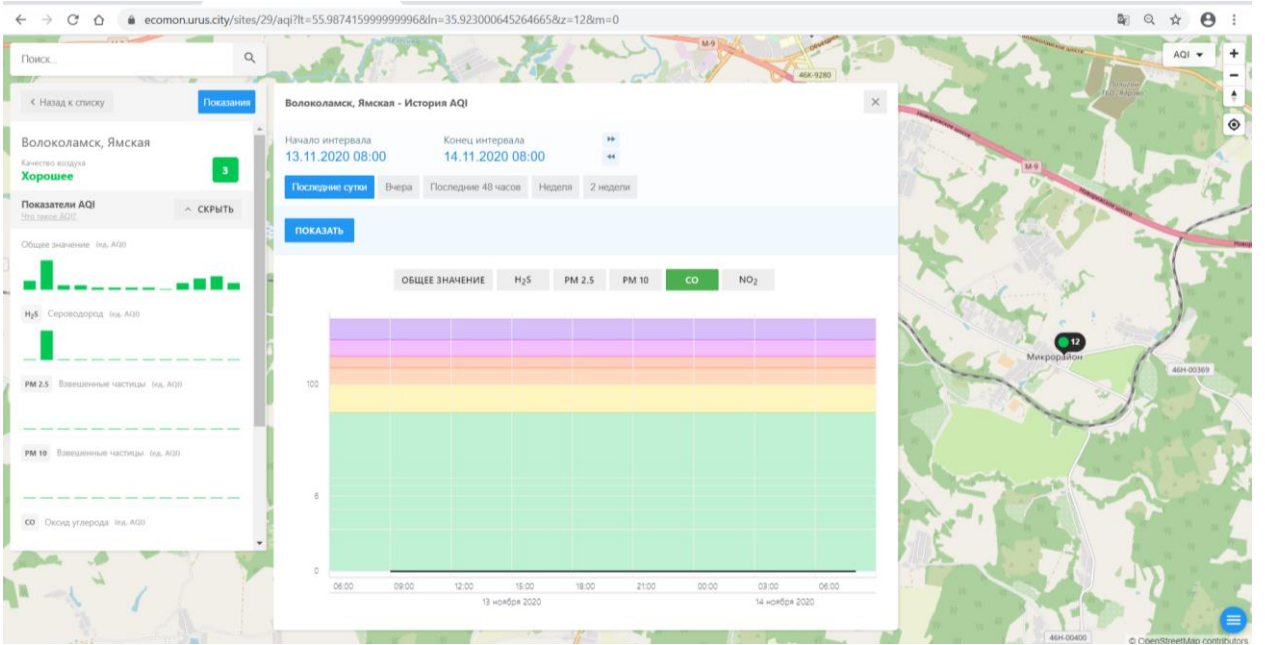 ecomon.urus.city/sites/29/aqi?lt=55.987415999999996&ln=35.923000645264665&z=12&m=0
Поиск...
М-9
46К-9280
AQI
+
−
< Назад к списку
Показания
Волоколамск, Ямская - История AQI
×
Волоколамск, Ямская
Качество воздуха
Хорошее
3
Начало интервала
Конец интервала
13.11.2020 08:00
14.11.2020 08:00
Последние сутки
Вчера
Последние 48 часов
Неделя
2 недели
Показатели AQI
Что такое AQI?
СКРЫТЬ
ПОКАЗАТЬ
Общее значение (ед. AQI)
ОБЩЕЕ ЗНАЧЕНИЕ
H₂S
PM 2.5
PM 10
CO
NO₂
H₂S Сероводород (ед. AQI)
PM 2.5 Взвешенные частицы (ед. AQI)
PM 10 Взвешенные частицы (ед. AQI)
CO Оксид углерода (ед. AQI)
100
0
06:00
09:00
12:00
15:00
18:00
21:00
00:00
03:00
06:00
13 ноября 2020
14 ноября 2020
М-9
Новорижское шоссе
12
Микрорайон
46Н-00369
46Н-00400
© OpenStreetMap contributors